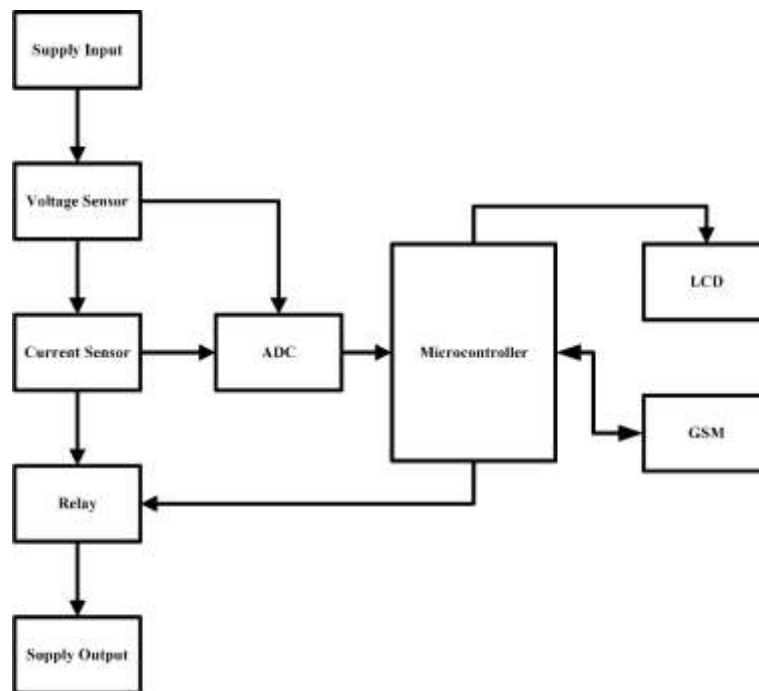 Supply Input
Voltage Sensor
LCD
Current Sensor
ADC
Microcontroller
GSM
Relay
Supply Output